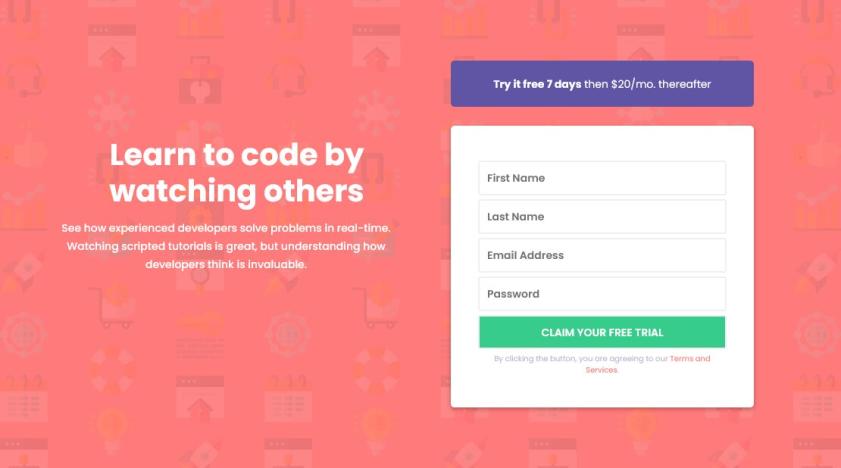 Learn to code by
watching others
See how experienced developers solve problems in real-time.
Watching scripted tutorials is great, but understanding how
developers think is invaluable.
Try it free 7 days then $20/mo. thereafter
First Name
Last Name
Email Address
Password
CLAIM YOUR FREE TRIAL
By clicking the button, you are agreeing to our Terms and
Services.